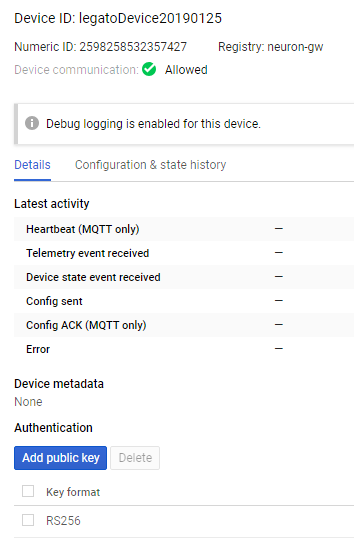 Device ID: legatoDevice20190125
Numeric ID: 2598258532357427 Registry: neuron-gw
Device communication: Allowed
Debug logging is enabled for this device.
Details Configuration & state history
Latest activity
Heartbeat (MQTT only) —
Telemetry event received —
Device state event received —
Config sent —
Config ACK (MQTT only) —
Error —
Device metadata
None
Authentication
Add public key Delete
Key format
RS256